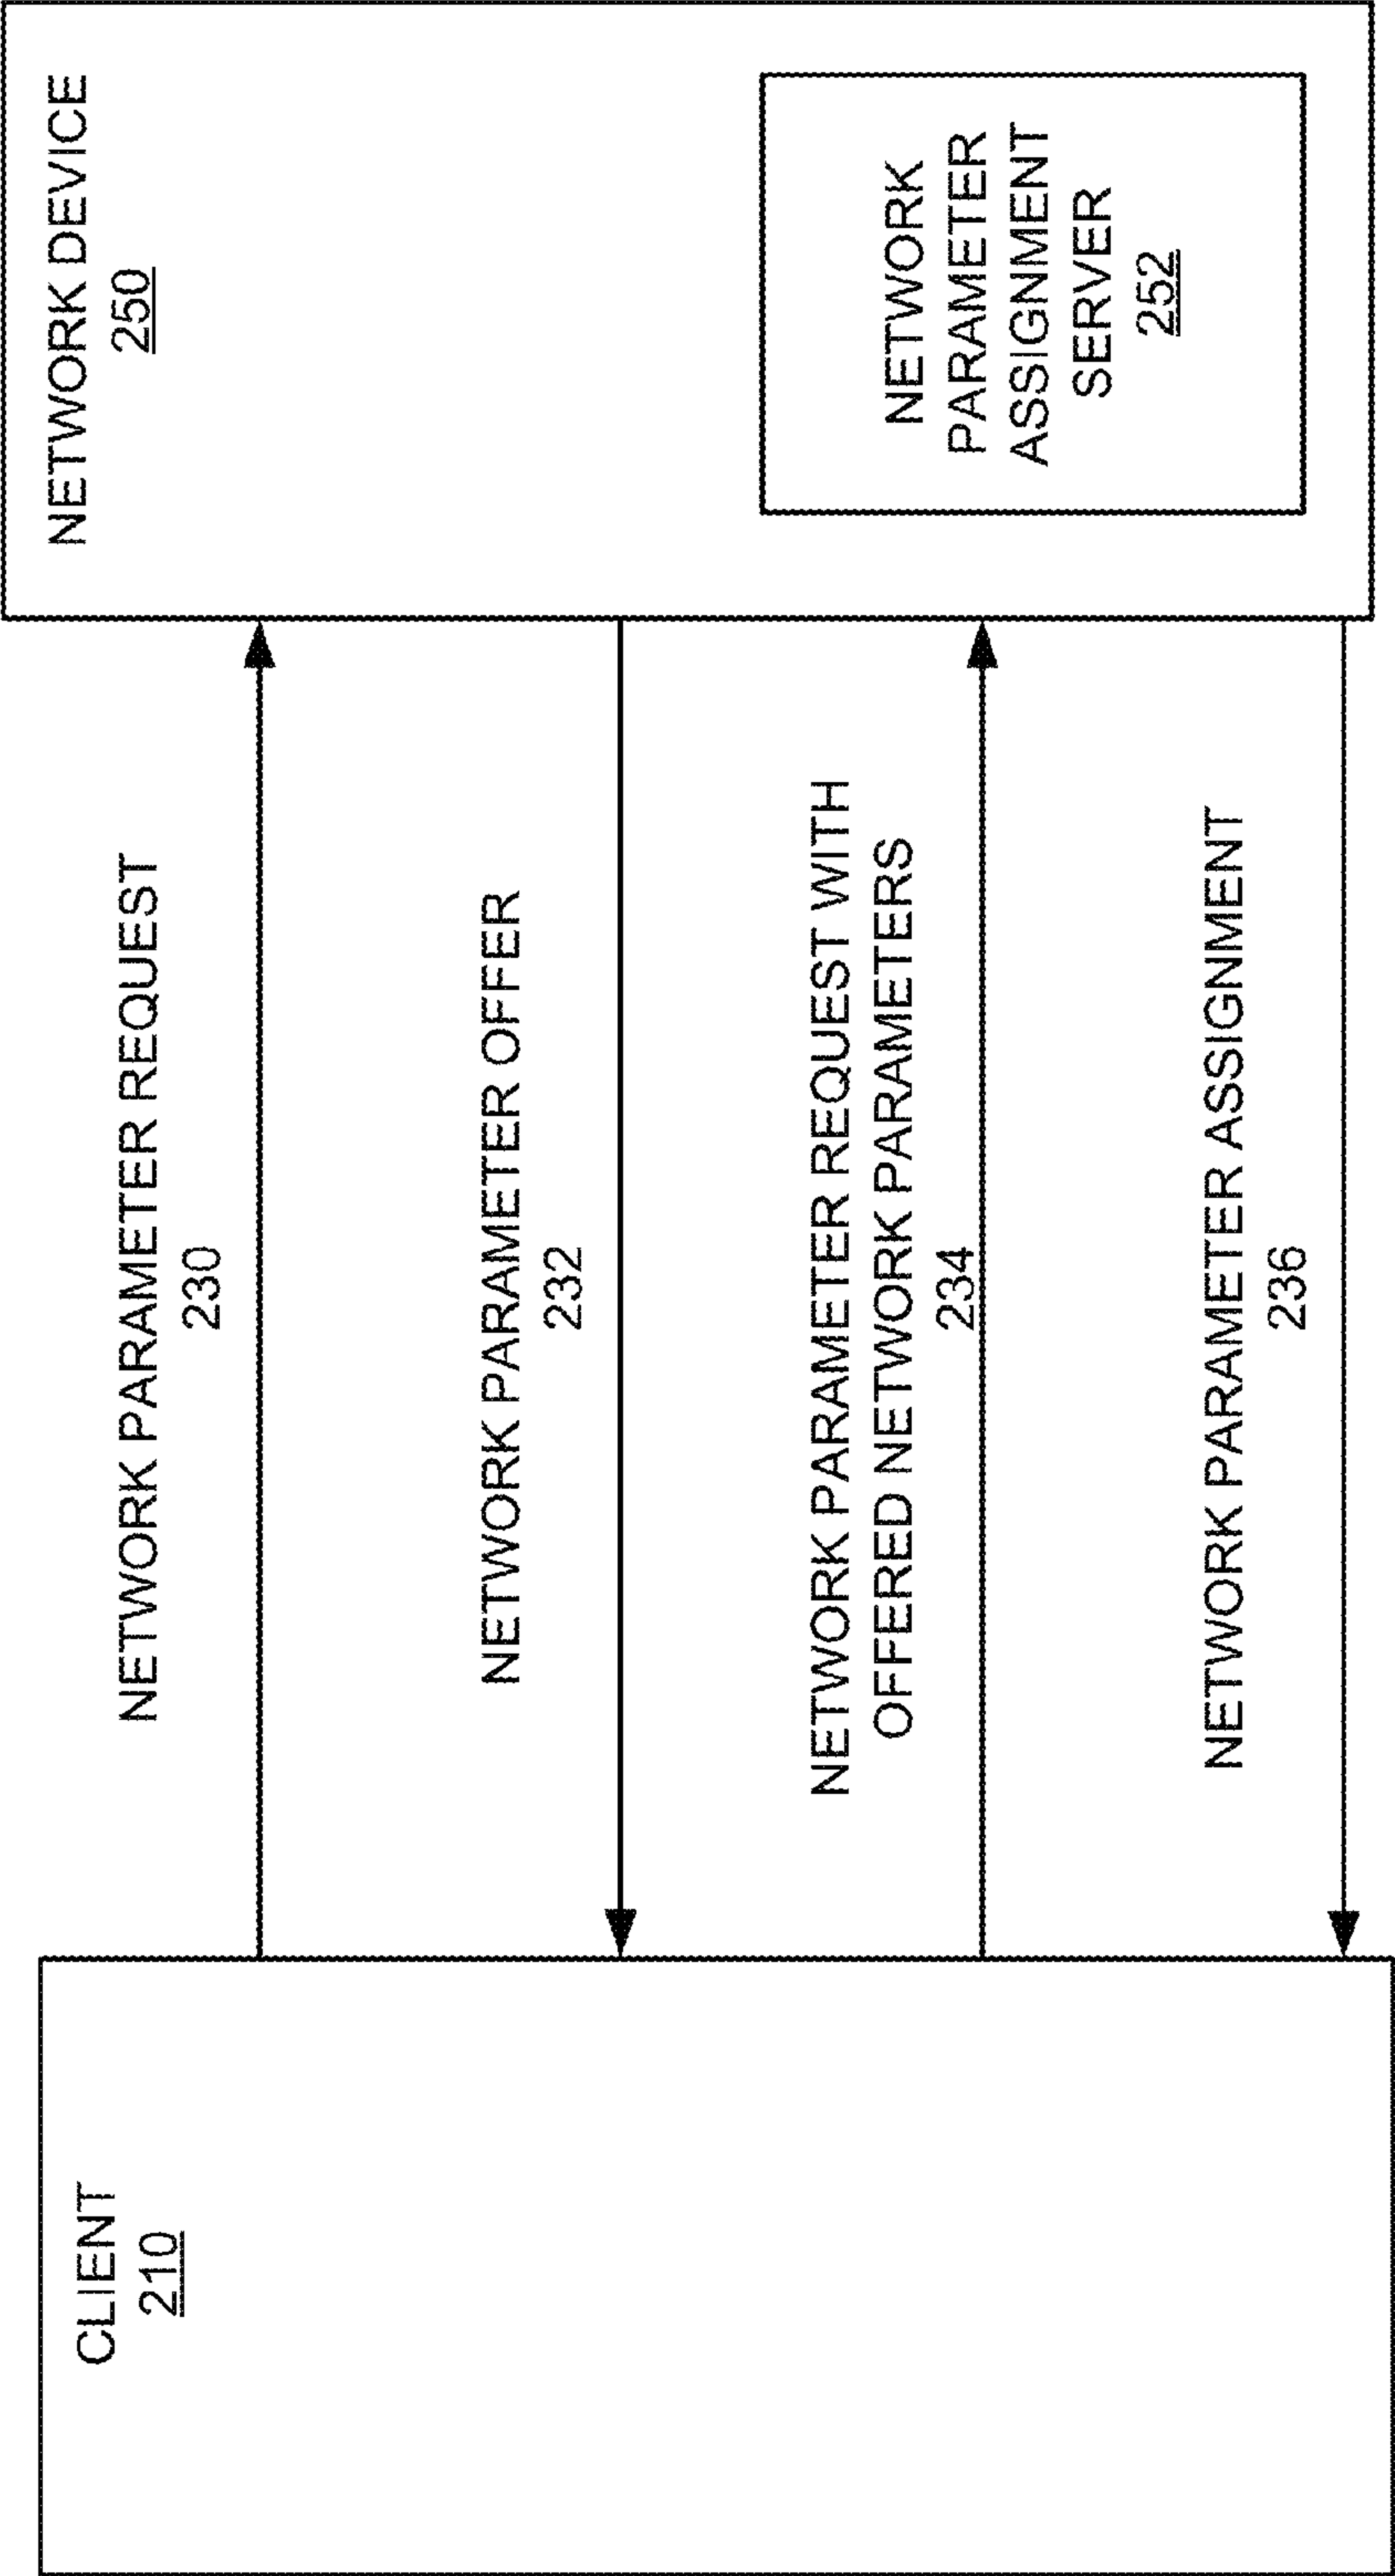 CLIENT
210
NETWORK PARAMETER REQUEST
230
NETWORK PARAMETER OFFER
232
NETWORK PARAMETER REQUEST WITH
OFFERED NETWORK PARAMETERS
234
NETWORK PARAMETER ASSIGNMENT
236
NETWORK DEVICE
250
NETWORK
PARAMETER
ASSIGNMENT
SERVER
252